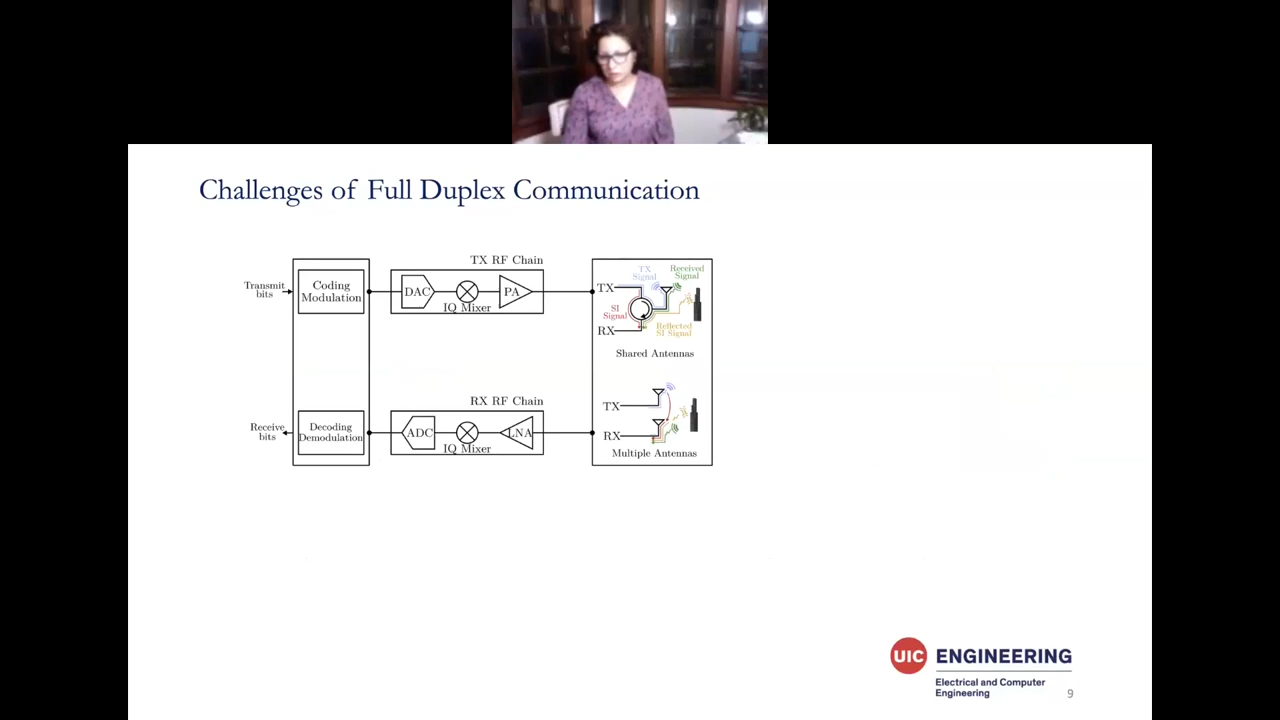 Challenges of Full Duplex Communication
TX RF Chain
Transmit
bits
Coding
Modulation
DAC
IQ Mixer
PA
TX
Signal
Received
Signal
TX
SI
Signal
RX
Reflected
SI Signal
Shared Antennas
RX RF Chain
Receive
bits
Decoding
Demodulation
ADC
IQ Mixer
LNA
TX
RX
Multiple Antennas
UIC ENGINEERING
Electrical and Computer
Engineering
9